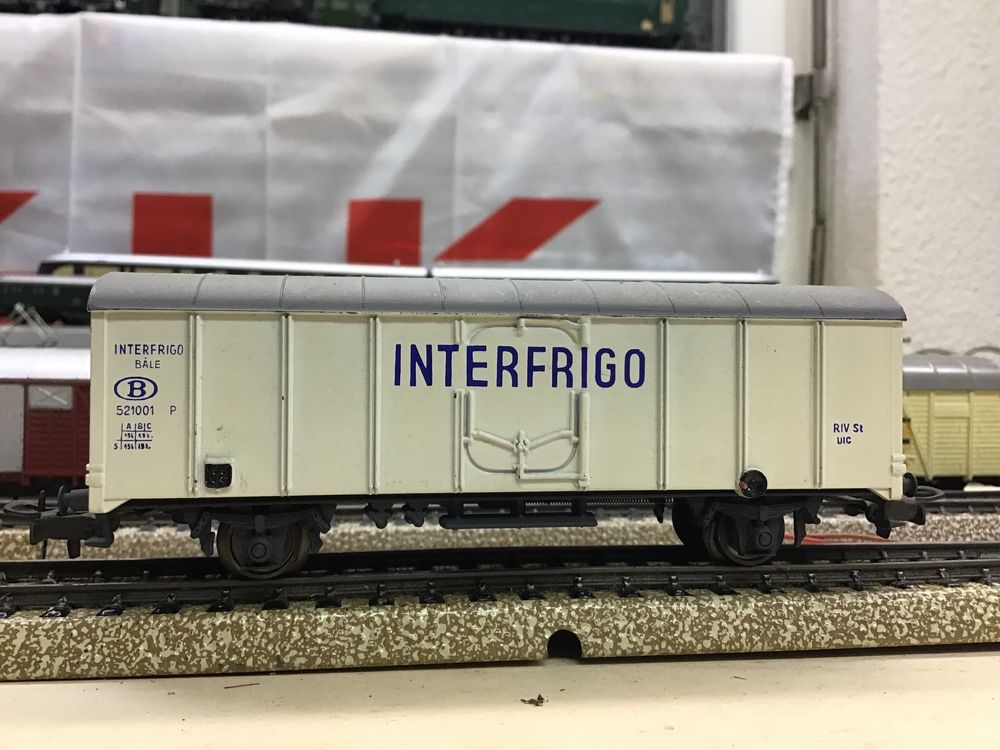 INTERFRIGO
BÂLE
B
521001 P
A B C
S
INTERFRIGO
RIV St
UIC